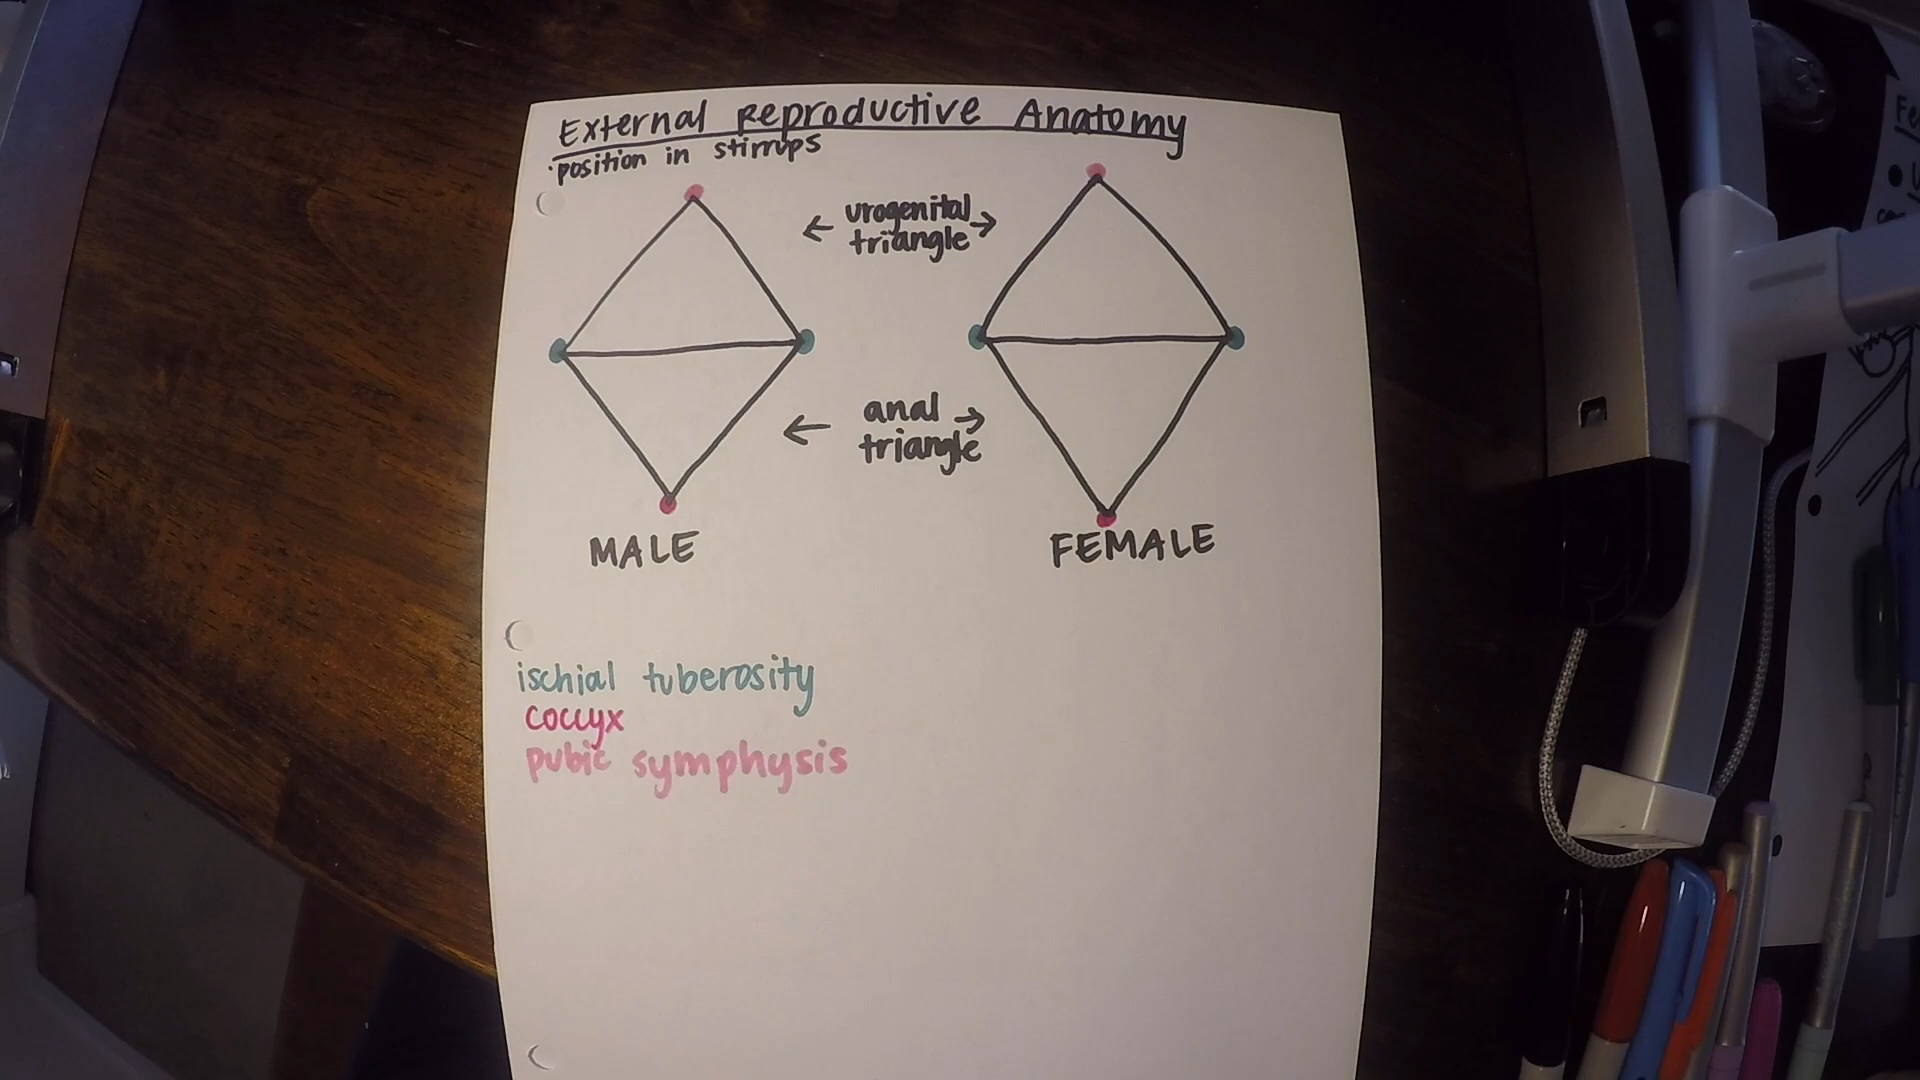 External Reproductive Anatomy
·position in stirrups
← urogenital →
triangle
anal →
← triangle
MALE
FEMALE
ischial tuberosity
coccyx
pubic symphysis